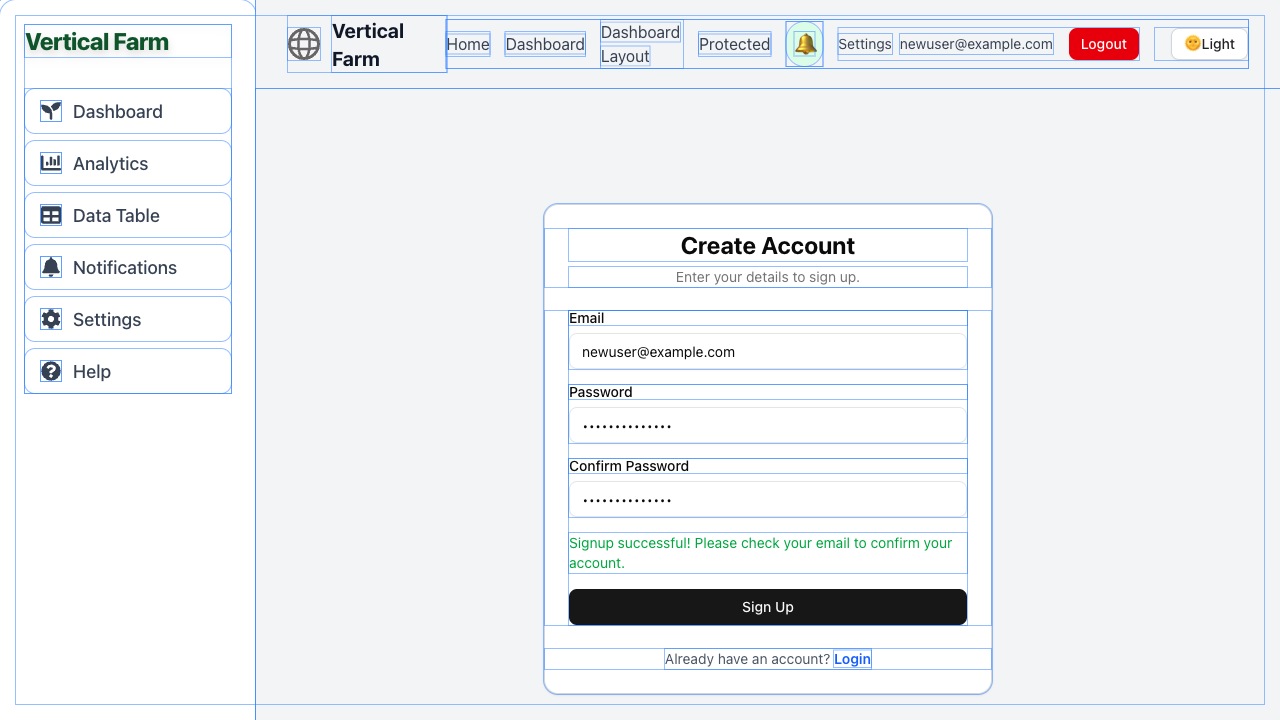 Vertical Farm
Dashboard
Analytics
Data Table
Notifications
Settings
Help
Vertical
Farm
Home
Dashboard
Dashboard
Layout
Protected
Settings
newuser@example.com
Logout
Light
Create Account
Enter your details to sign up.
Email
newuser@example.com
Password
••••••••••••••
Confirm Password
••••••••••••••
Signup successful! Please check your email to confirm your
account.
Sign Up
Already have an account? Login